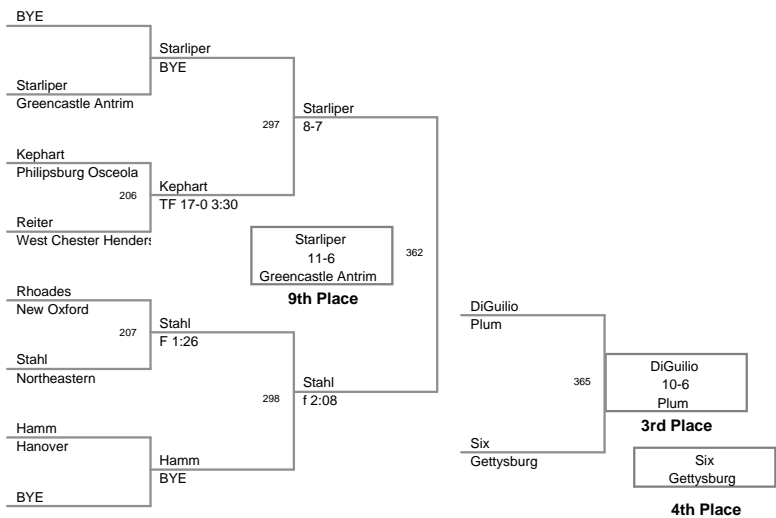 BYE
Starliper
BYE
Starliper
Greencastle Antrim
297
Starliper
8-7
Kephart
Philipsburg Osceola
206
Kephart
TF 17-0 3:30
Reiter
West Chester Henders
Starliper
11-6
Greencastle Antrim
9th Place
362
Rhoades
New Oxford
207
Stahl
F 1:26
Stahl
Northeastern
298
Stahl
f 2:08
Hamm
Hanover
Hamm
BYE
BYE
DiGuilio
Plum
365
DiGuilio
10-6
Plum
3rd Place
Six
Gettysburg
Six
Gettysburg
4th Place